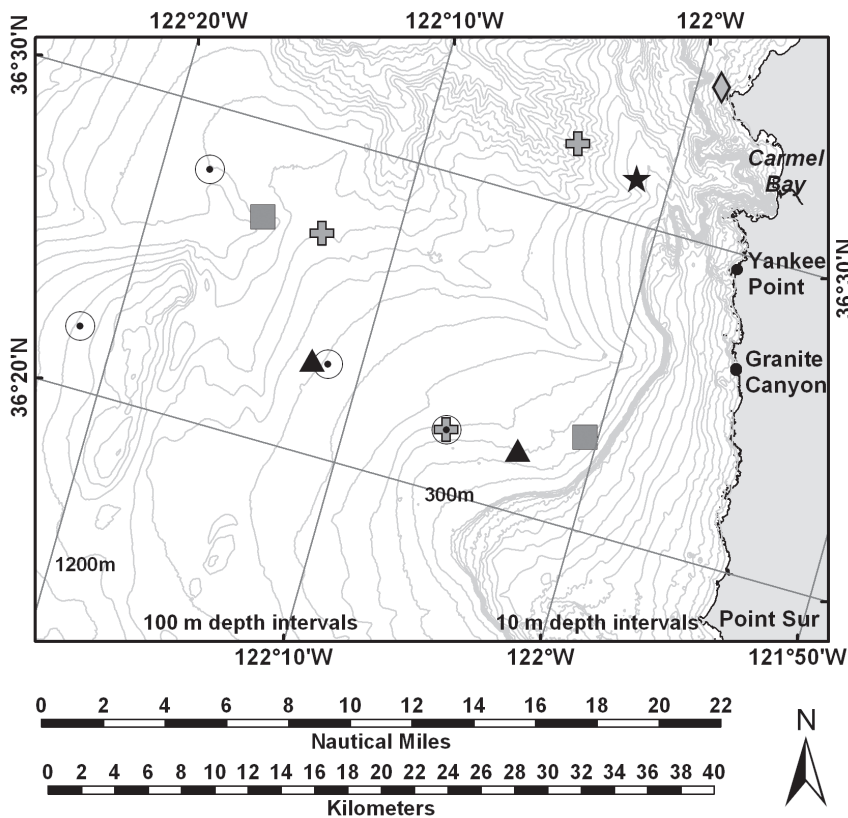 122°20'W 122°10'W 122°W
36°30'N
Carmel
Bay
Yankee
Point
36°30'N
36°20'N
Granite
Canyon
300m
1200m
100 m depth intervals 10 m depth intervals Point Sur
122°10'W 122°W 121°50'W
0 2 4 6 8 10 12 14 16 18 20 22
Nautical Miles
N
0 2 4 6 8 10 12 14 16 18 20 22 24 26 28 30 32 34 36 38 40
Kilometers